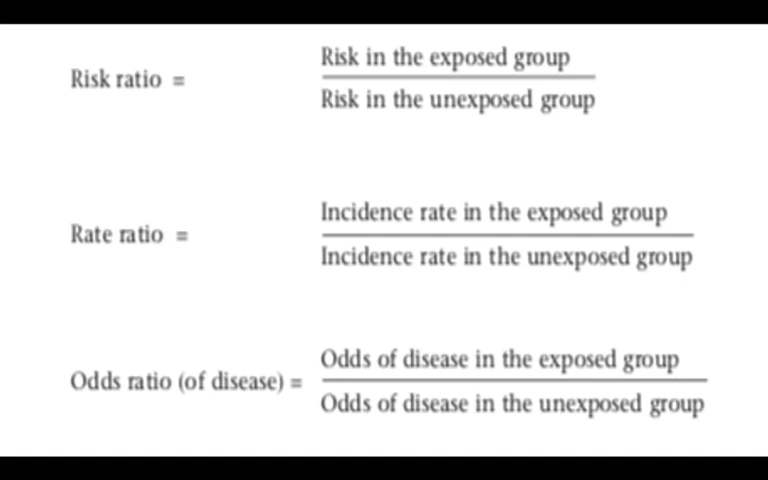 Risk ratio =
Risk in the exposed group
Risk in the unexposed group
Rate ratio =
Incidence rate in the exposed group
Incidence rate in the unexposed group
Odds ratio (of disease) =
Odds of disease in the exposed group
Odds of disease in the unexposed group